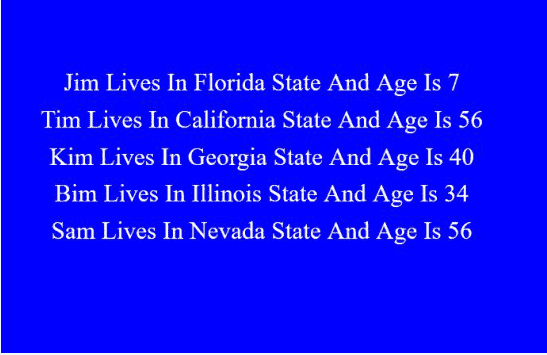 Jim Lives In Florida State And Age Is 7
Tim Lives In California State And Age Is 56
Kim Lives In Georgia State And Age Is 40
Bim Lives In Illinois State And Age Is 34
Sam Lives In Nevada State And Age Is 56